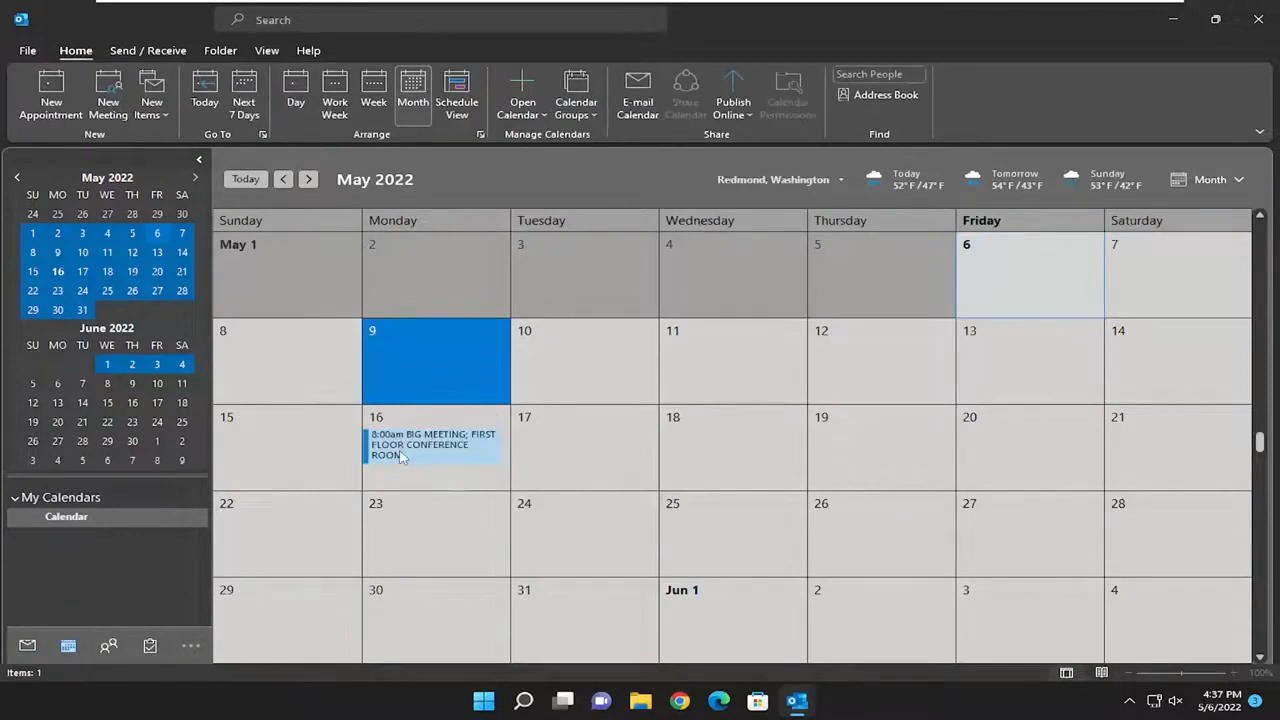 Search
File Home Send / Receive Folder View Help
New Appointment
New Meeting
New Items
New
Today
Next 7 Days
Go To
Day
Work Week
Week
Month
Schedule View
Arrange
Open Calendar
Calendar Groups
Manage Calendars
E-mail Calendar
Share Calendar
Publish Online
Calendar Permissions
Share
Search People
Address Book
Find
May 2022
SU MO TU WE TH FR SA
24 25 26 27 28 29 30
1 2 3 4 5 6 7
8 9 10 11 12 13 14
15 16 17 18 19 20 21
22 23 24 25 26 27 28
29 30 31
June 2022
SU MO TU WE TH FR SA
1 2 3 4
5 6 7 8 9 10 11
12 13 14 15 16 17 18
19 20 21 22 23 24 25
26 27 28 29 30 1 2
3 4 5 6 7 8 9
My Calendars
Calendar
Today May 2022
Redmond, Washington
Today
52° F /47° F
Tomorrow
54° F /43° F
Sunday
53° F /42° F
Month
Sunday Monday Tuesday Wednesday Thursday Friday Saturday
May 1 2 3 4 5 6 7
8 9 10 11 12 13 14
15 16 17 18 19 20 21
8:00am BIG MEETING; FIRST
FLOOR CONFERENCE
ROOM
22 23 24 25 26 27 28
29 30 31 Jun 1 2 3 4
Items: 1
100%
4:37 PM
5/6/2022
3